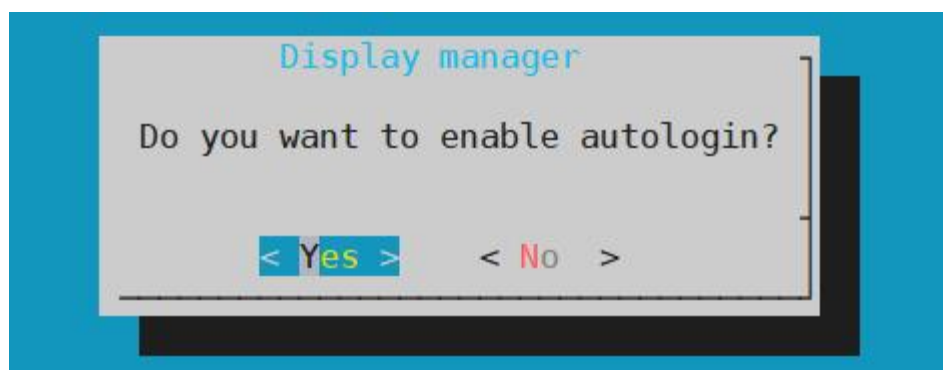 Display manager
Do you want to enable autologin?
< Yes > < No >